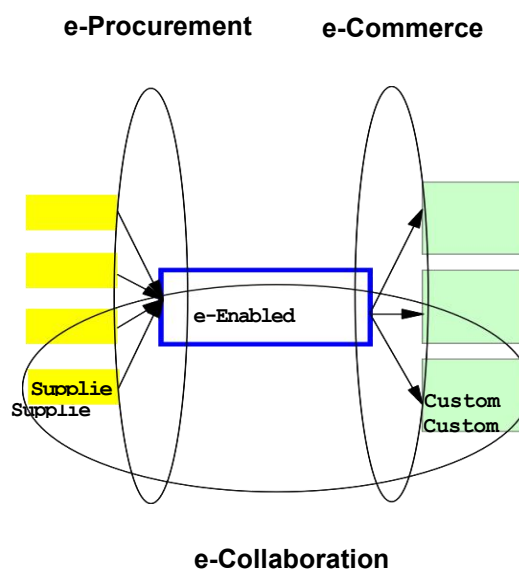 e-Procurement
e-Commerce
e-Enabled
Supplie
Supplie
Custom
Custom
e-Collaboration